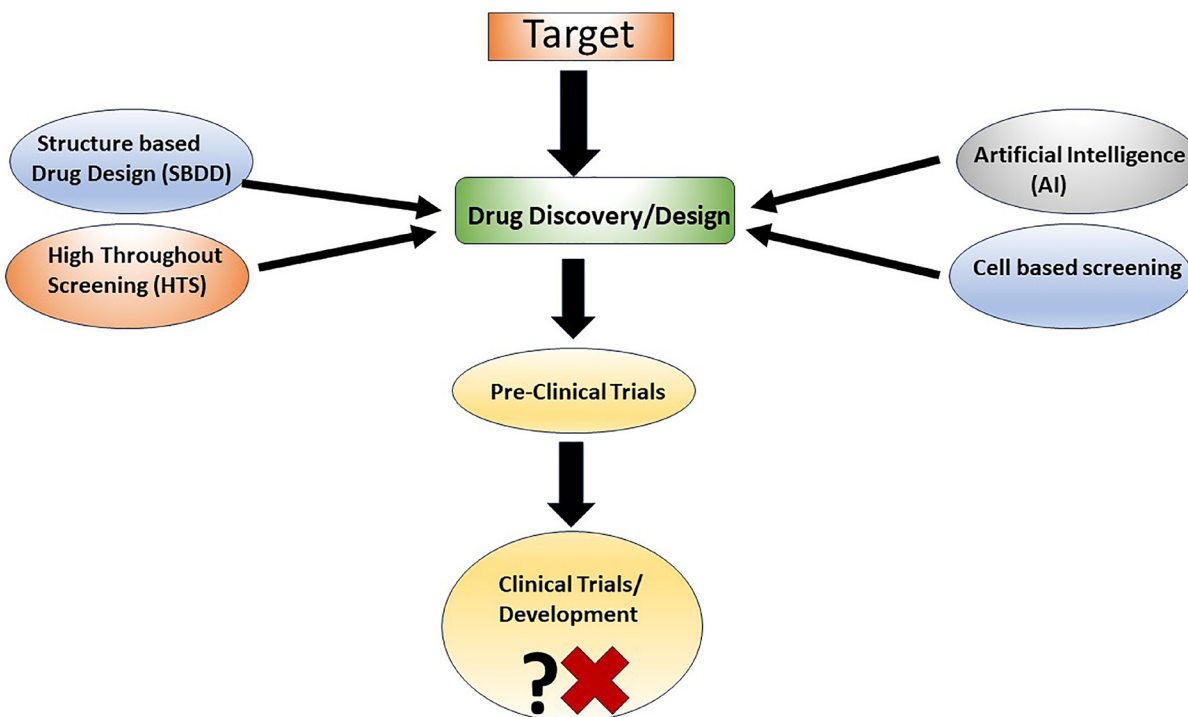 Target
Structure based
Drug Design (SBDD)
Artificial Intelligence
(AI)
Drug Discovery/Design
High Throughout
Screening (HTS)
Cell based screening
Pre-Clinical Trials
Clinical Trials/
Development
?